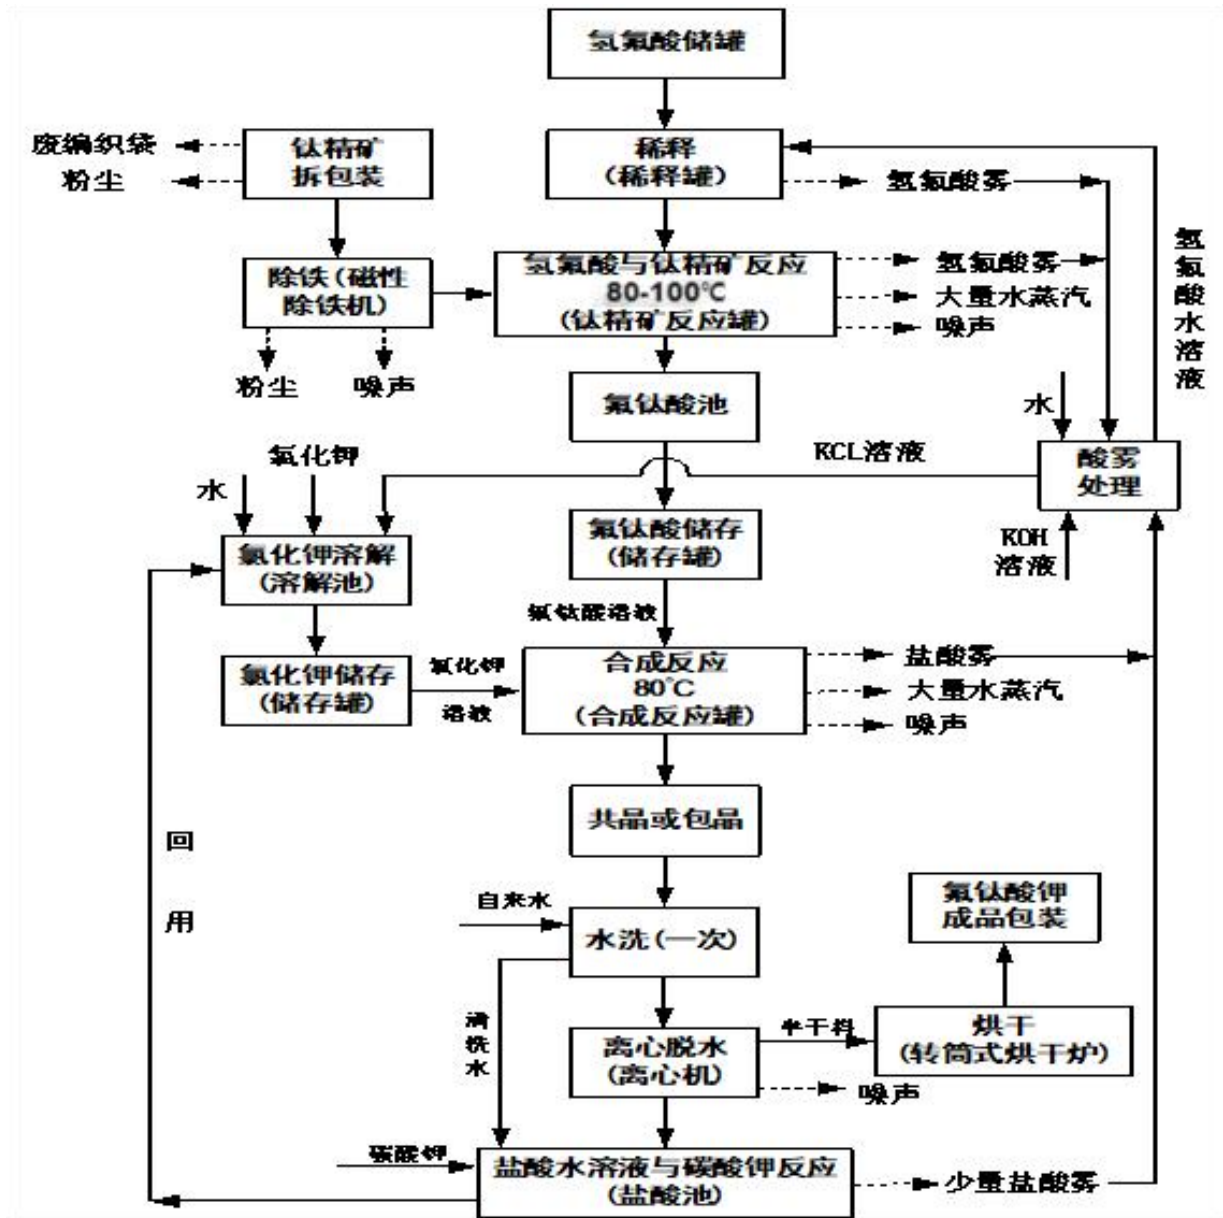 氢氟酸储罐
废编织袋
粉尘
钛精矿
拆包装
稀释
(稀释罐)
氢氟酸雾
除铁(磁性
除铁机)
粉尘
噪声
氢氟酸与钛精矿反应
80-100℃
(钛精矿反应罐)
氢氟酸雾
大量水蒸汽
噪声
氢氟酸水溶液
氟钛酸池
水
酸雾
处理
KOH
溶液
KCL溶液
氯化钾
水
氯化钾溶解
(溶解池)
氟钛酸储存
(储存罐)
氟钛酸溶液
氯化钾储存
(储存罐)
氯化钾
溶液
合成反应
80℃
(合成反应罐)
盐酸雾
大量水蒸汽
噪声
共品或包品
回用
自来水
水洗(一次)
清洗水
氟钛酸钾
成品包装
离心脱水
(离心机)
半干料
烘干
(转筒式烘干炉)
噪声
碳酸钾
盐酸水溶液与碳酸钾反应
(盐酸池)
少量盐酸雾